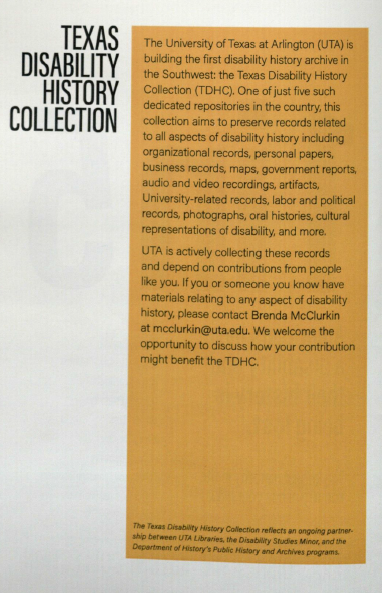 TEXAS
DISABILITY
HISTORY
COLLECTION
The University of Texas at Arlington (UTA) is
building the first disability history archive in
the Southwest: the Texas Disability History
Collection (TDHC). One of just five such
dedicated repositories in the country, this
collection aims to preserve records related
to all aspects of disability history including
organizational records, personal papers,
business records, maps, government reports,
audio and video recordings, artifacts,
University-related records, labor and political
records, photographs, oral histories, cultural
representations of disability, and more.
UTA is actively collecting these records
and depend on contributions from people
like you. If you or someone you know have
materials relating to any aspect of disability
history, please contact Brenda McClurkin
at mcclurkin@uta.edu. We welcome the
opportunity to discuss how your contribution
might benefit the TDHC.
The Texas Disability History Collection reflects an ongoing partner-
ship between UTA Libraries, the Disability Studies Minor, and the
Department of History's Public History and Archives programs.